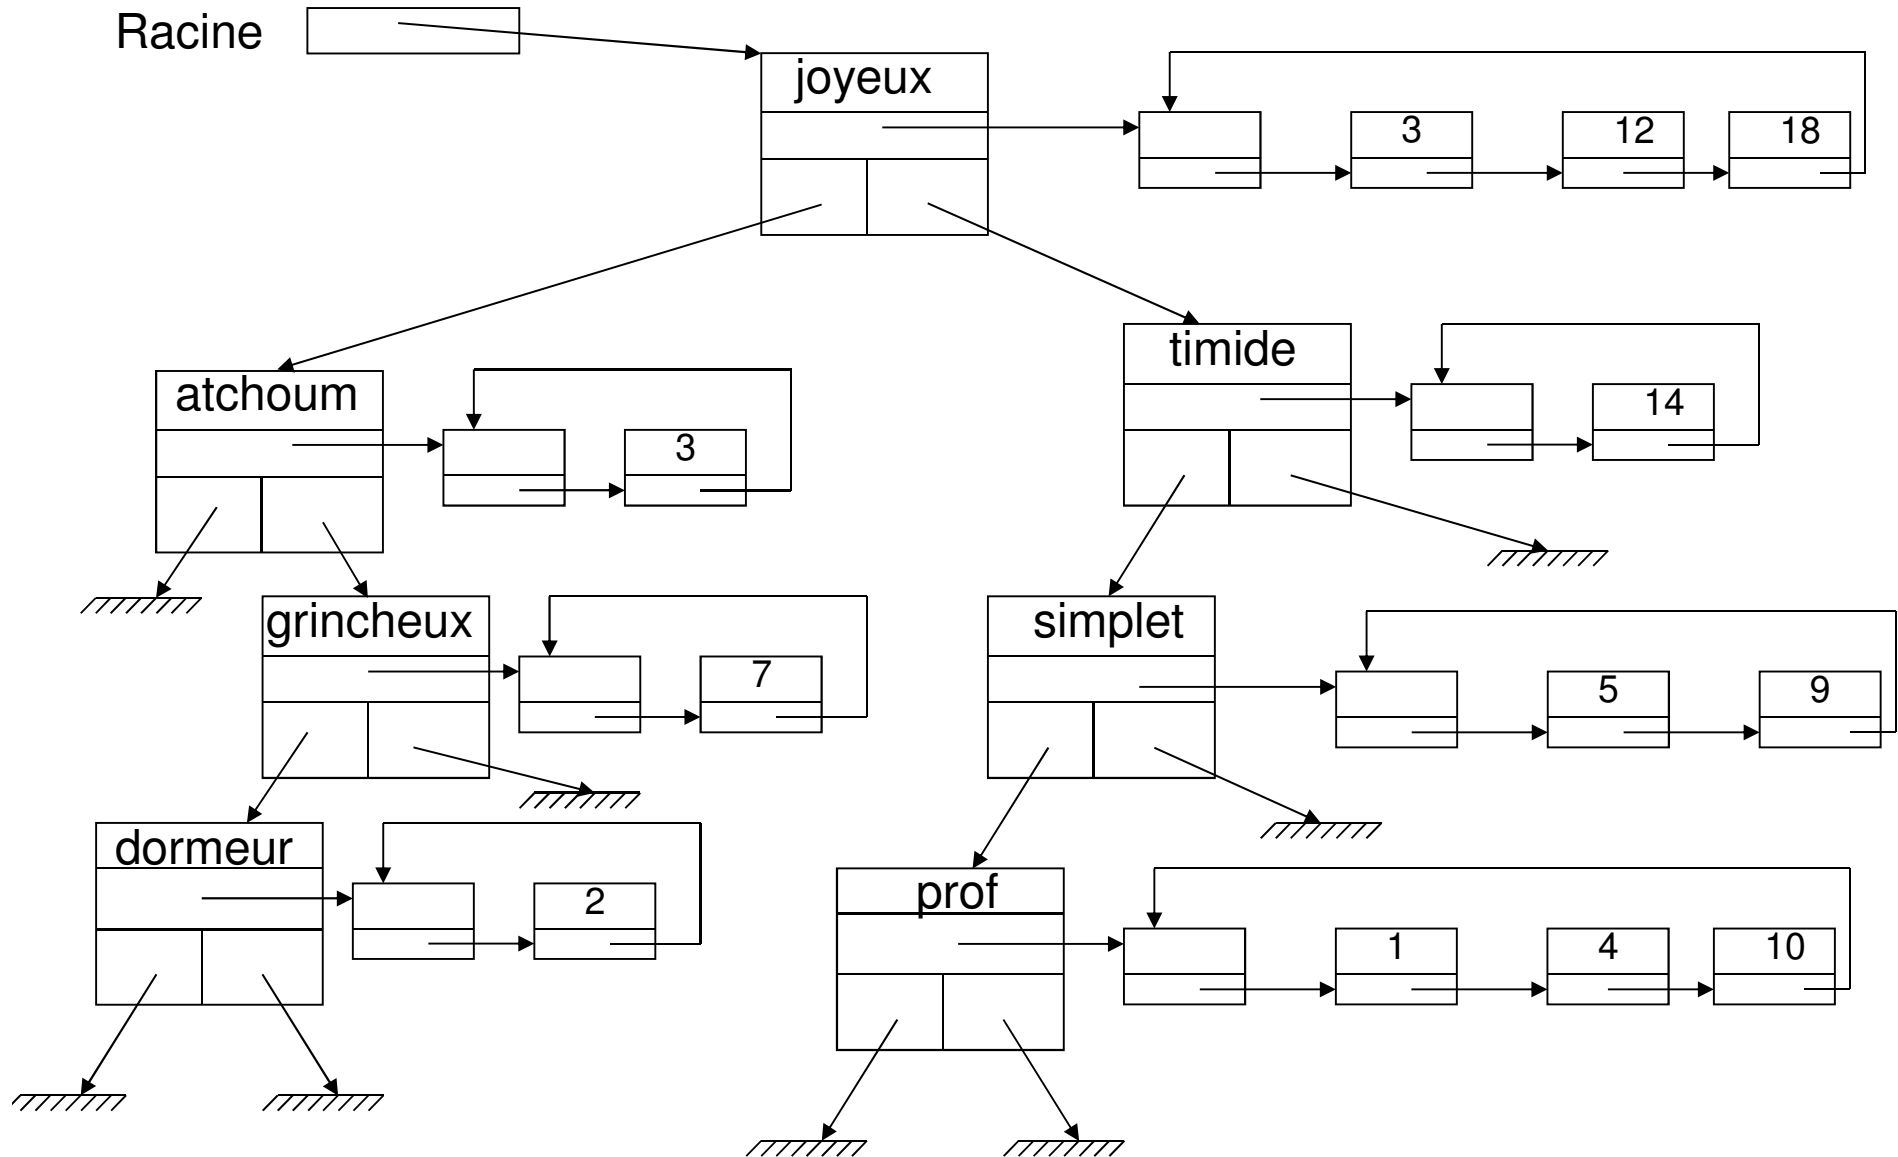 Racine
joyeux
3 12 18
timide
14
atchoum
3
grincheux
7
simplet
5 9
dormeur
2
prof
1 4 10